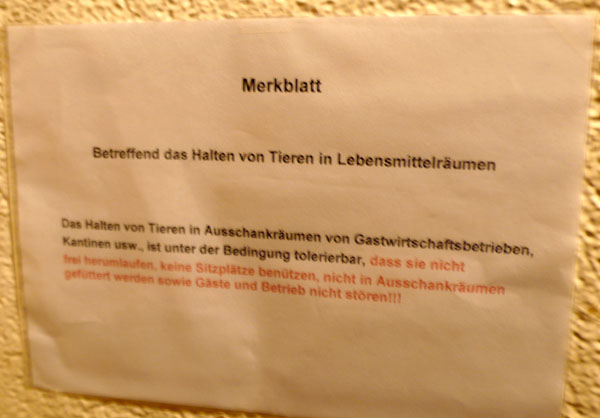 Merkblatt
Betreffend das Halten von Tieren in Lebensmittelräumen
Das Halten von Tieren in Ausschankräumen von Gastwirtschaftsbetrieben,
Kantinen usw., ist unter der Bedingung tolerierbar, dass sie nicht
frei herumlaufen, keine Sitzplätze benützen, nicht in Ausschankräumen
gefüttert werden sowie Gäste und Betrieb nicht stören!!!